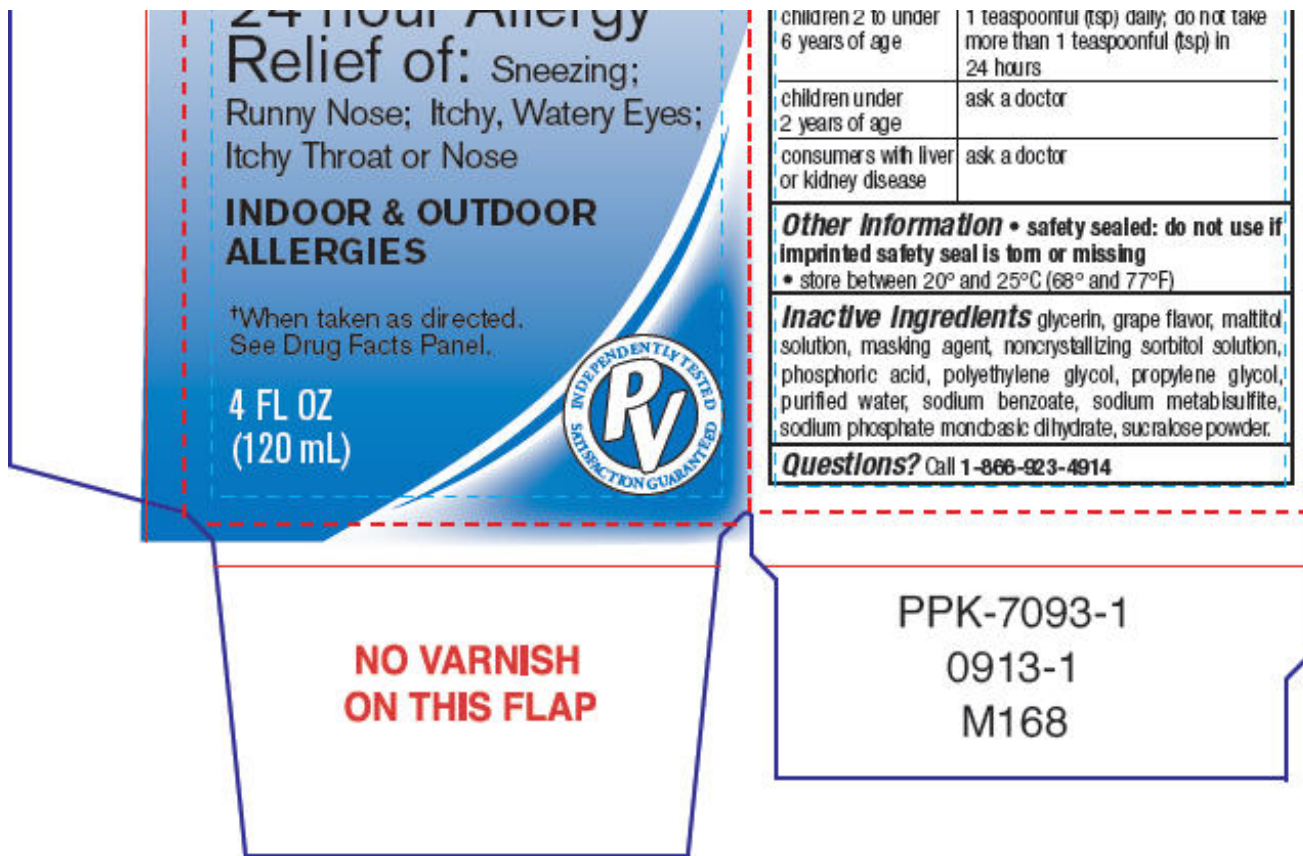 24 hour Allergy
Relief of: Sneezing;
Runny Nose; Itchy, Watery Eyes;
Itchy Throat or Nose
INDOOR & OUTDOOR
ALLERGIES
†When taken as directed.
See Drug Facts Panel.
4 FL OZ
(120 mL)
INDEPENDENTLY TESTED
PV
SATISFACTION GUARANTEED
children 2 to under 1 teaspoonful (tsp) daily; do not take
6 years of age more than 1 teaspoonful (tsp) in
24 hours
children under ask a doctor
2 years of age
consumers with liver ask a doctor
or kidney disease
Other Information • safety sealed: do not use if
imprinted safety seal is torn or missing
• store between 20° and 25°C (68° and 77°F)
Inactive Ingredients glycerin, grape flavor, maltitol
solution, masking agent, noncrystallizing sorbitol solution,
phosphoric acid, polyethylene glycol, propylene glycol,
purified water, sodium benzoate, sodium metabisulfite,
sodium phosphate monobasic dihydrate, sucralose powder.
Questions? Call 1-866-923-4914
NO VARNISH
ON THIS FLAP
PPK-7093-1
0913-1
M168